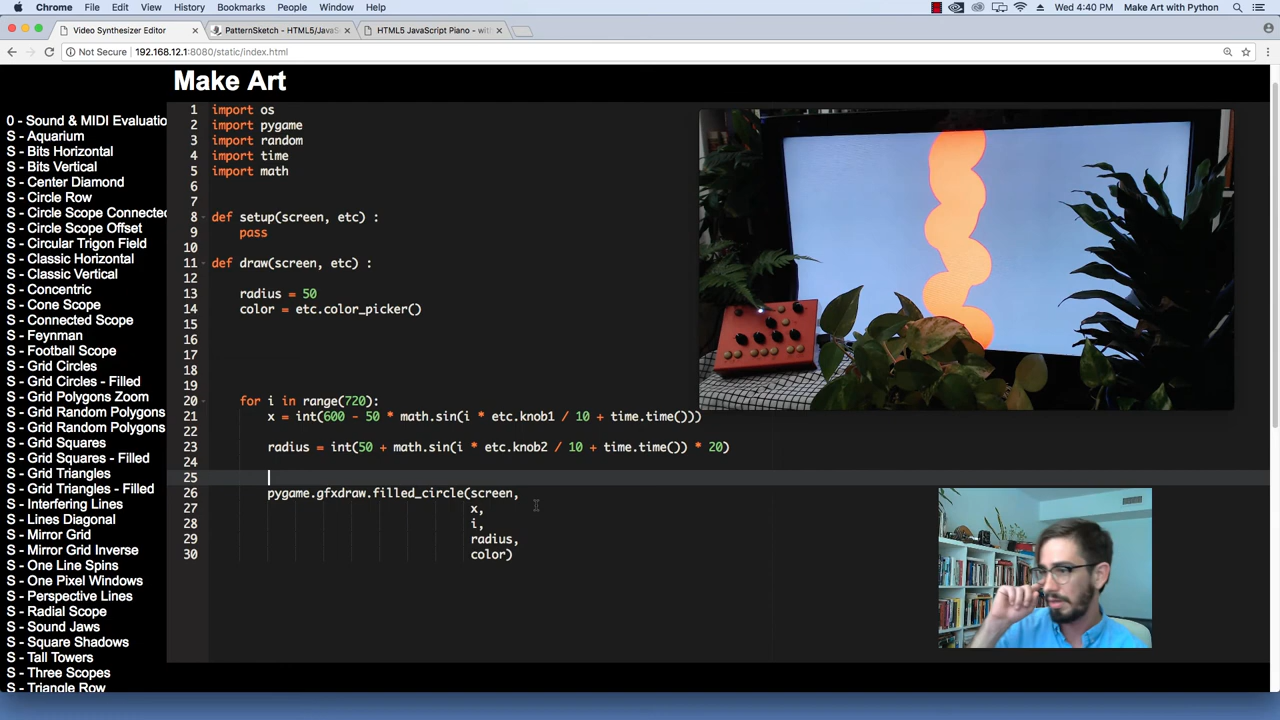 Chrome File Edit View History Bookmarks People Window Help Wed 4:40 PM Make Art with Python
Video Synthesizer Editor
PatternSketch - HTML5/JavaS
HTML5 JavaScript Piano - wit
Not Secure 192.168.12.1:8080/static/index.html
Make Art
0 - Sound & MIDI Evaluatio
S - Aquarium
S - Bits Horizontal
S - Bits Vertical
S - Center Diamond
S - Circle Row
S - Circle Scope Connected
S - Circle Scope Offset
S - Circular Trigon Field
S - Classic Horizontal
S - Classic Vertical
S - Concentric
S - Cone Scope
S - Connected Scope
S - Feynman
S - Football Scope
S - Grid Circles
S - Grid Circles - Filled
S - Grid Polygons Zoom
S - Grid Random Polygons
S - Grid Random Polygons
S - Grid Squares
S - Grid Squares - Filled
S - Grid Triangles
S - Grid Triangles - Filled
S - Interfering Lines
S - Lines Diagonal
S - Mirror Grid
S - Mirror Grid Inverse
S - One Line Spins
S - One Pixel Windows
S - Perspective Lines
S - Radial Scope
S - Sound Jaws
S - Square Shadows
S - Tall Towers
S - Three Scopes
S - Triangle Row
1 import os
2 import pygame
3 import random
4 import time
5 import math
6
7
8 def setup(screen, etc) :
9 pass
10
11 def draw(screen, etc) :
12
13 radius = 50
14 color = etc.color_picker()
15
16
17
18
19
20 for i in range(720):
21 x = int(600 - 50 * math.sin(i * etc.knob1 / 10 + time.time()))
22
23 radius = int(50 + math.sin(i * etc.knob2 / 10 + time.time()) * 20)
24
25
26 pygame.gfxdraw.filled_circle(screen,
27 x,
28 i,
29 radius,
30 color)